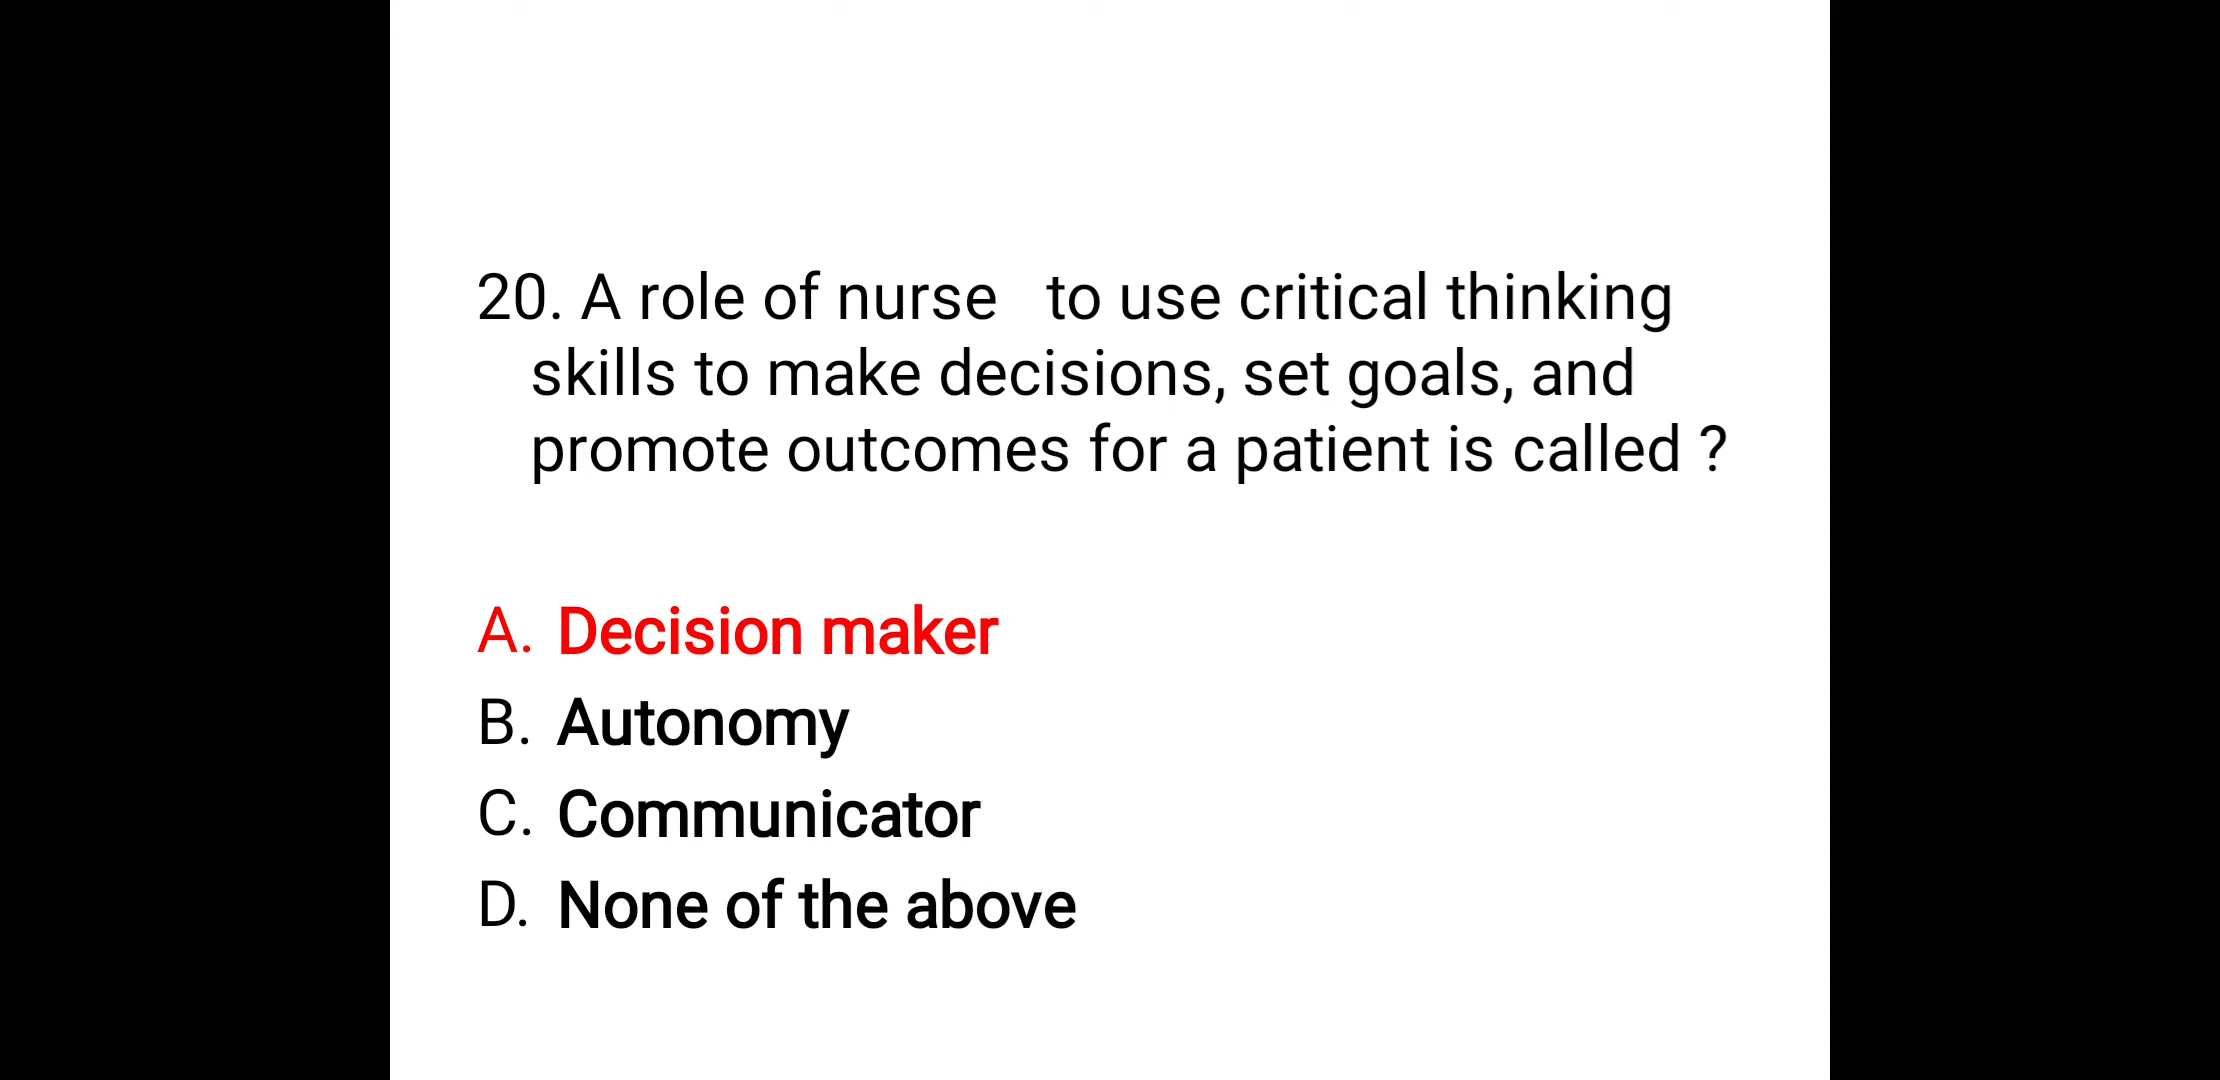 20. A role of nurse   to use critical thinking
skills to make decisions, set goals, and
promote outcomes for a patient is called ?
A. Decision maker
B. Autonomy
C. Communicator
D. None of the above